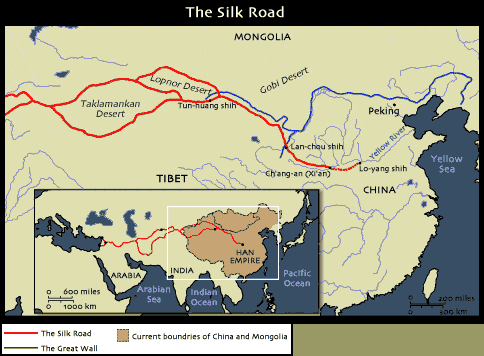 The Silk Road
MONGOLIA
Gobi Desert
Lopnor Desert
Taklamankan
Desert
Tun-huang shih
Peking
Yellow River
Lan-chou shih
Ch'ang-an (Xi'an)
Lo-yang shih
Yellow
Sea
TIBET
CHINA
HAN
EMPIRE
ARABIA
INDIA
Arabian
Sea
Indian
Ocean
Pacific
Ocean
600 miles
1000 km
200 miles
300 km
The Silk Road
The Great Wall
Current boundries of China and Mongolia